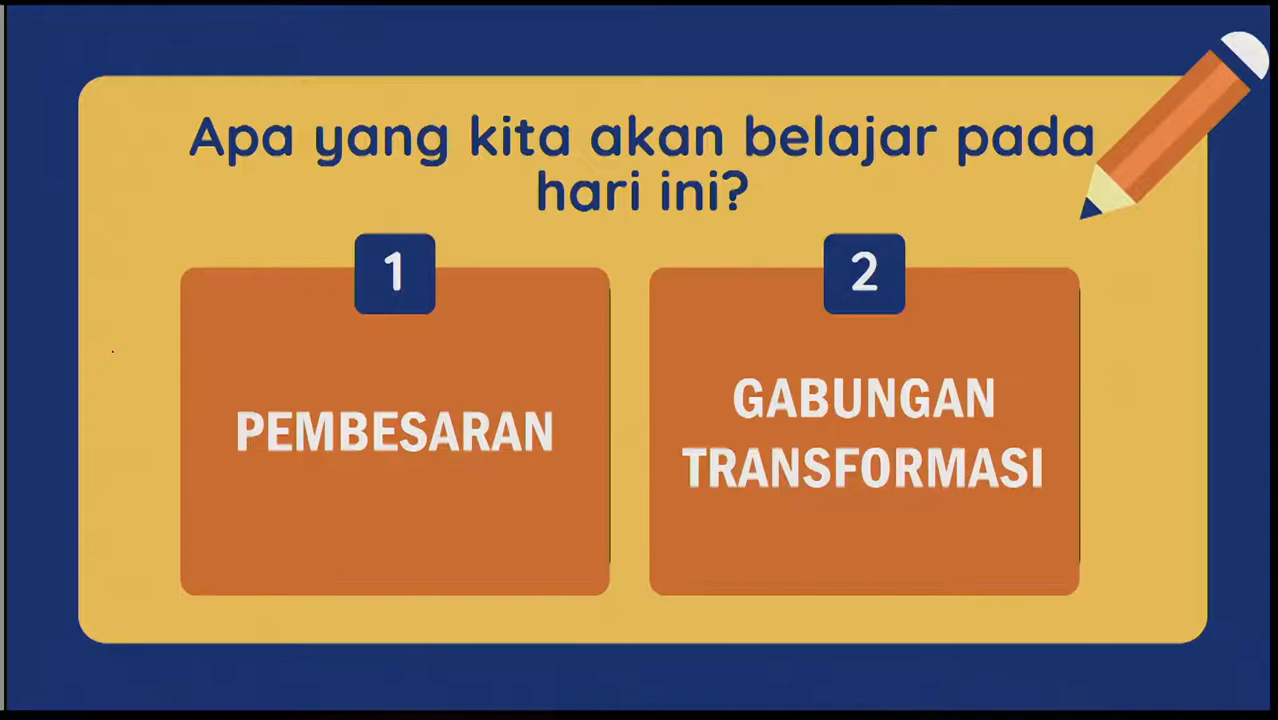 Apa yang kita akan belajar pada
hari ini?
1
PEMBESARAN
2
GABUNGAN
TRANSFORMASI